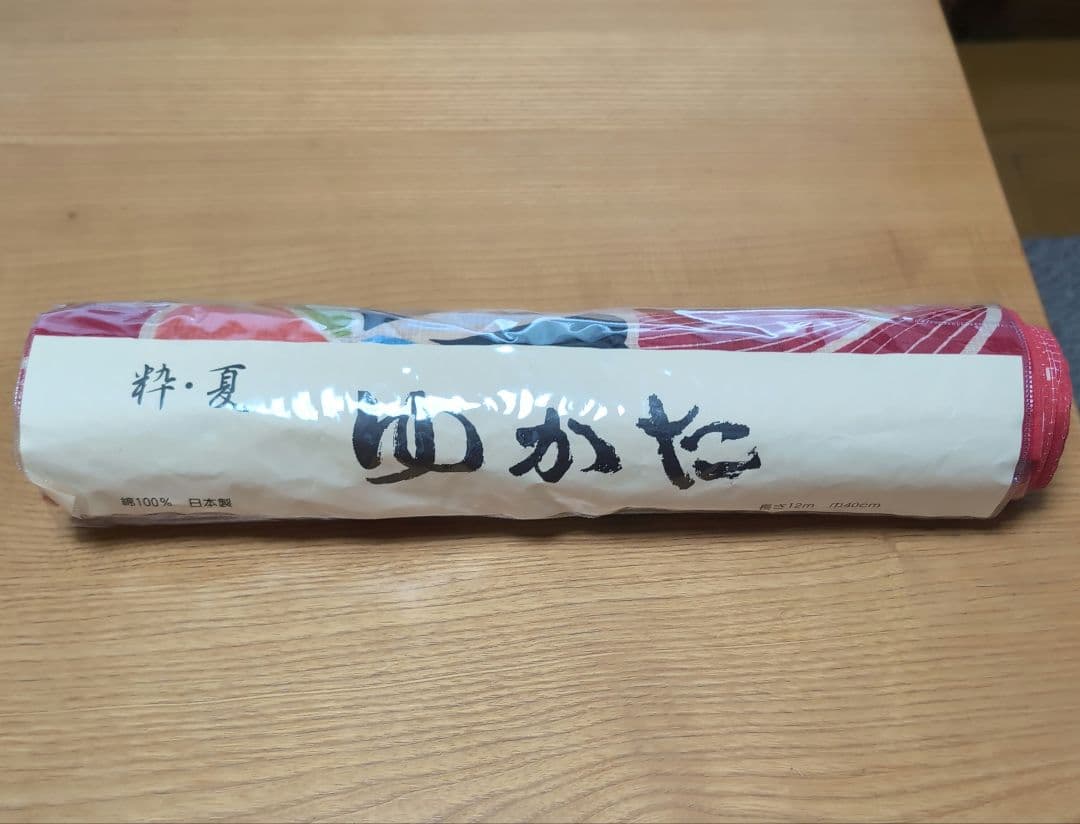 粋・夏
ゆかた
綿100% 日本製
長さ12m 巾40cm